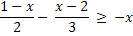 (1 − x)/2 − (x − 2)/3 ≥ −x